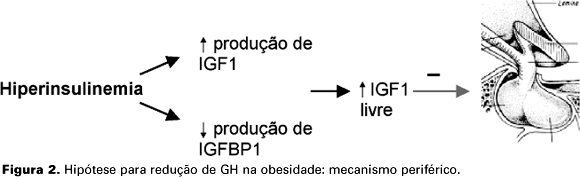 Lamina
↑ produção de
IGF1
Hiperinsulinemia
↑ IGF1
livre
–
↓ produção de
IGFBP1
Figura 2. Hipótese para redução de GH na obesidade: mecanismo periférico.